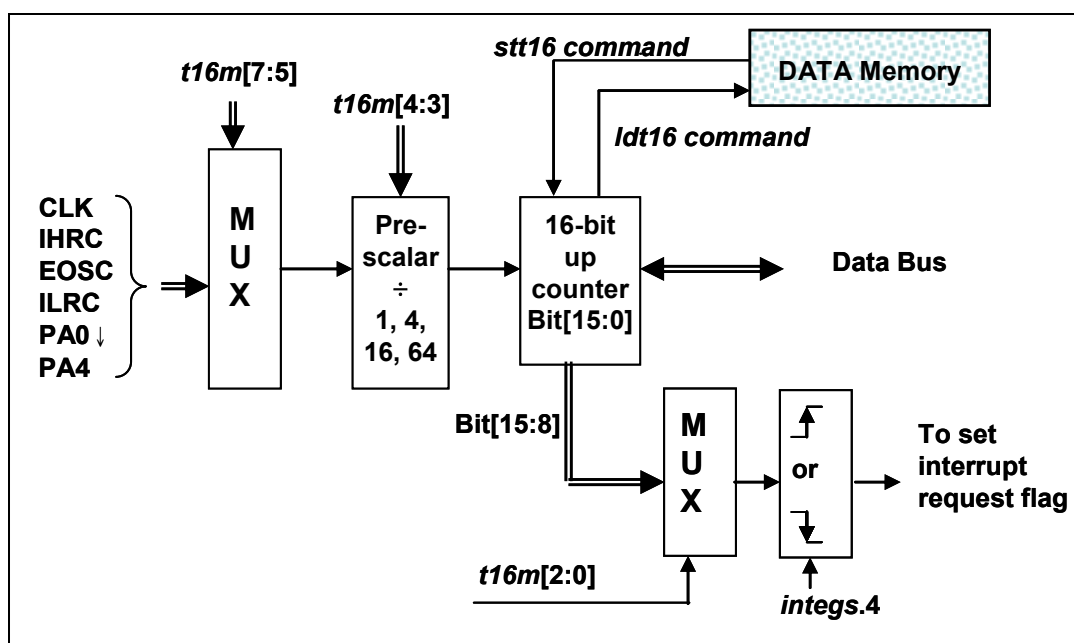 stt16 command
DATA Memory
t16m[7:5]
t16m[4:3]
ldt16 command
CLK
IHRC
EOSC
ILRC
PA0 ↓
PA4
M
U
X
Pre-
scalar
÷
1, 4,
16, 64
16-bit
up
counter
Bit[15:0]
Data Bus
Bit[15:8]
M
U
X
or
To set
interrupt
request flag
t16m[2:0]
integs.4